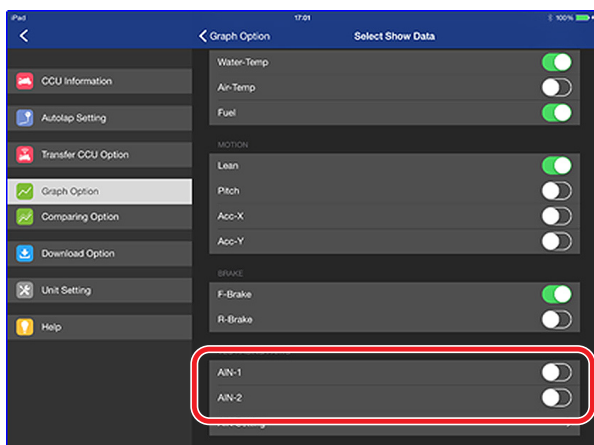 iPad 17:01 100%
Graph Option Select Show Data
CCU Information
Autolap Setting
Transfer CCU Option
Graph Option
Comparing Option
Download Option
Unit Setting
Help
Water-Temp
Air-Temp
Fuel
MOTION
Lean
Pitch
Acc-X
Acc-Y
BRAKE
F-Brake
R-Brake
AIN-1
AIN-2